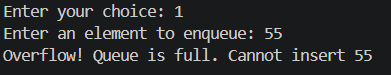 Enter your choice: 1
Enter an element to enqueue: 55
Overflow! Queue is full. Cannot insert 55